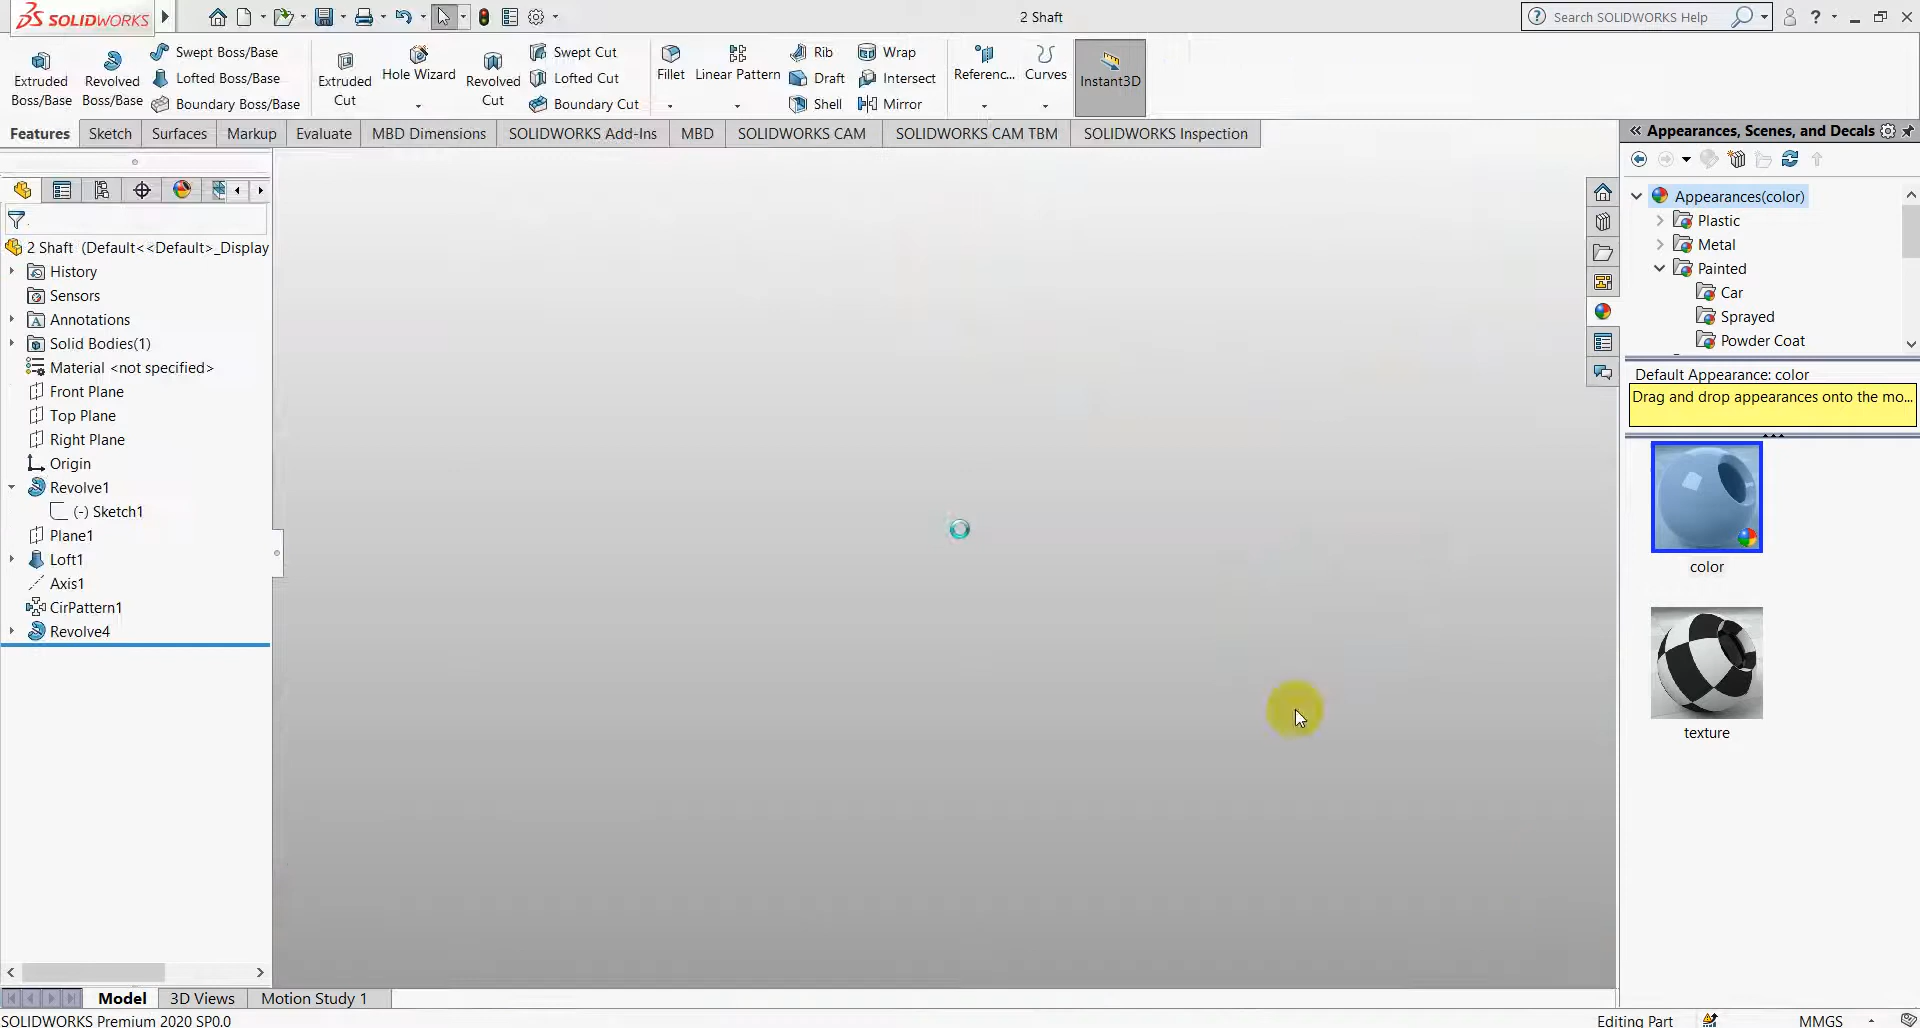 SOLIDWORKS
2 Shaft
Search SOLIDWORKS Help
?
Extruded Boss/Base
Revolved Boss/Base
Swept Boss/Base
Lofted Boss/Base
Boundary Boss/Base
Extruded Cut
Hole Wizard
Revolved Cut
Swept Cut
Lofted Cut
Boundary Cut
Fillet
Linear Pattern
Rib
Draft
Shell
Wrap
Intersect
Mirror
Referenc...
Curves
Instant3D
Features
Sketch
Surfaces
Markup
Evaluate
MBD Dimensions
SOLIDWORKS Add-Ins
MBD
SOLIDWORKS CAM
SOLIDWORKS CAM TBM
SOLIDWORKS Inspection
2 Shaft (Default<<Default>_Display
History
Sensors
Annotations
Solid Bodies(1)
Material <not specified>
Front Plane
Top Plane
Right Plane
Origin
Revolve1
(-) Sketch1
Plane1
Loft1
Axis1
CirPattern1
Revolve4
Appearances, Scenes, and Decals
Appearances(color)
Plastic
Metal
Painted
Car
Sprayed
Powder Coat
Default Appearance: color
Drag and drop appearances onto the mo...
color
texture
Model
3D Views
Motion Study 1
SOLIDWORKS Premium 2020 SP0.0
Editing Part
MMGS